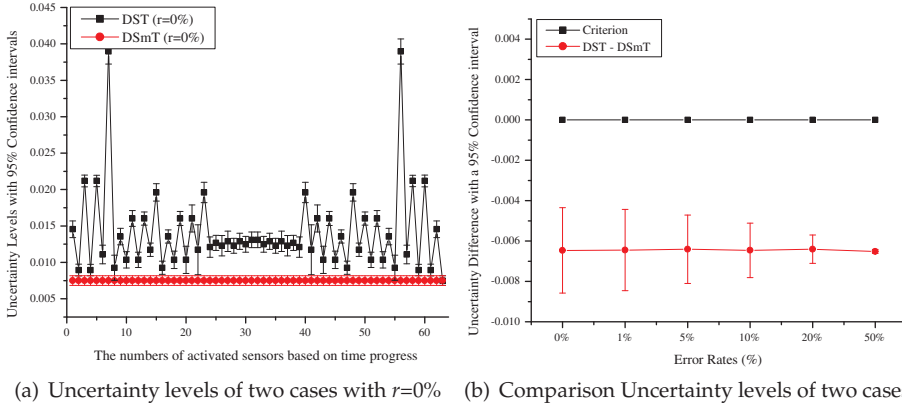 DST (r=0%)
DSmT (r=0%)
0.045
0.040
0.035
0.030
0.025
0.020
0.015
0.010
0.005
Uncertainty Levels with 95% Confidence intervals
0 10 20 30 40 50 60
The numbers of activated sensors based on time progress
(a) Uncertainty levels of two cases with r=0%
Criterion
DST - DSmT
0.004
0.002
0.000
-0.002
-0.004
-0.006
-0.008
-0.010
Uncertainty Difference with a 95% Confidence interval
0% 1% 5% 10% 20% 50%
Error Rates (%)
(b) Comparison Uncertainty levels of two case